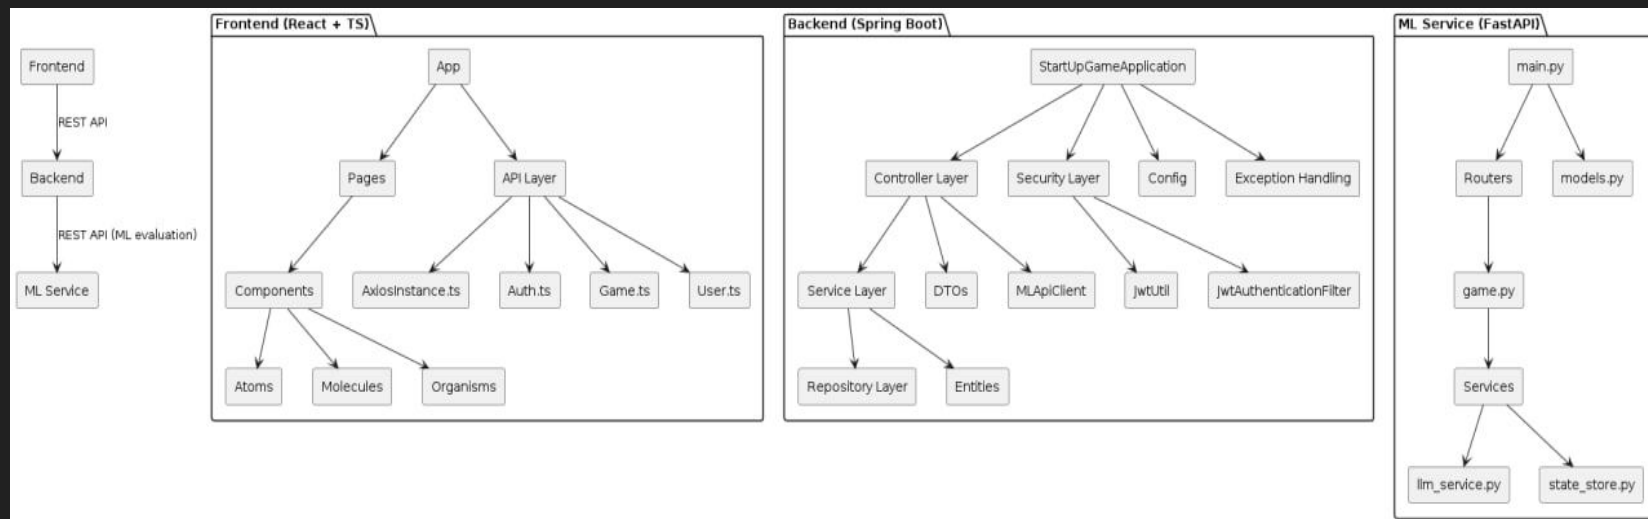 Frontend
REST API
Backend
REST API (ML evaluation)
ML Service
Frontend (React + TS)
App
Pages
API Layer
Components
AxiosInstance.ts
Auth.ts
Game.ts
User.ts
Atoms
Molecules
Organisms
Backend (Spring Boot)
StartUpGameApplication
Controller Layer
Security Layer
Config
Exception Handling
Service Layer
DTOs
MLApiClient
JwtUtil
JwtAuthenticationFilter
Repository Layer
Entities
ML Service (FastAPI)
main.py
Routers
models.py
game.py
Services
llm_service.py
state_store.py